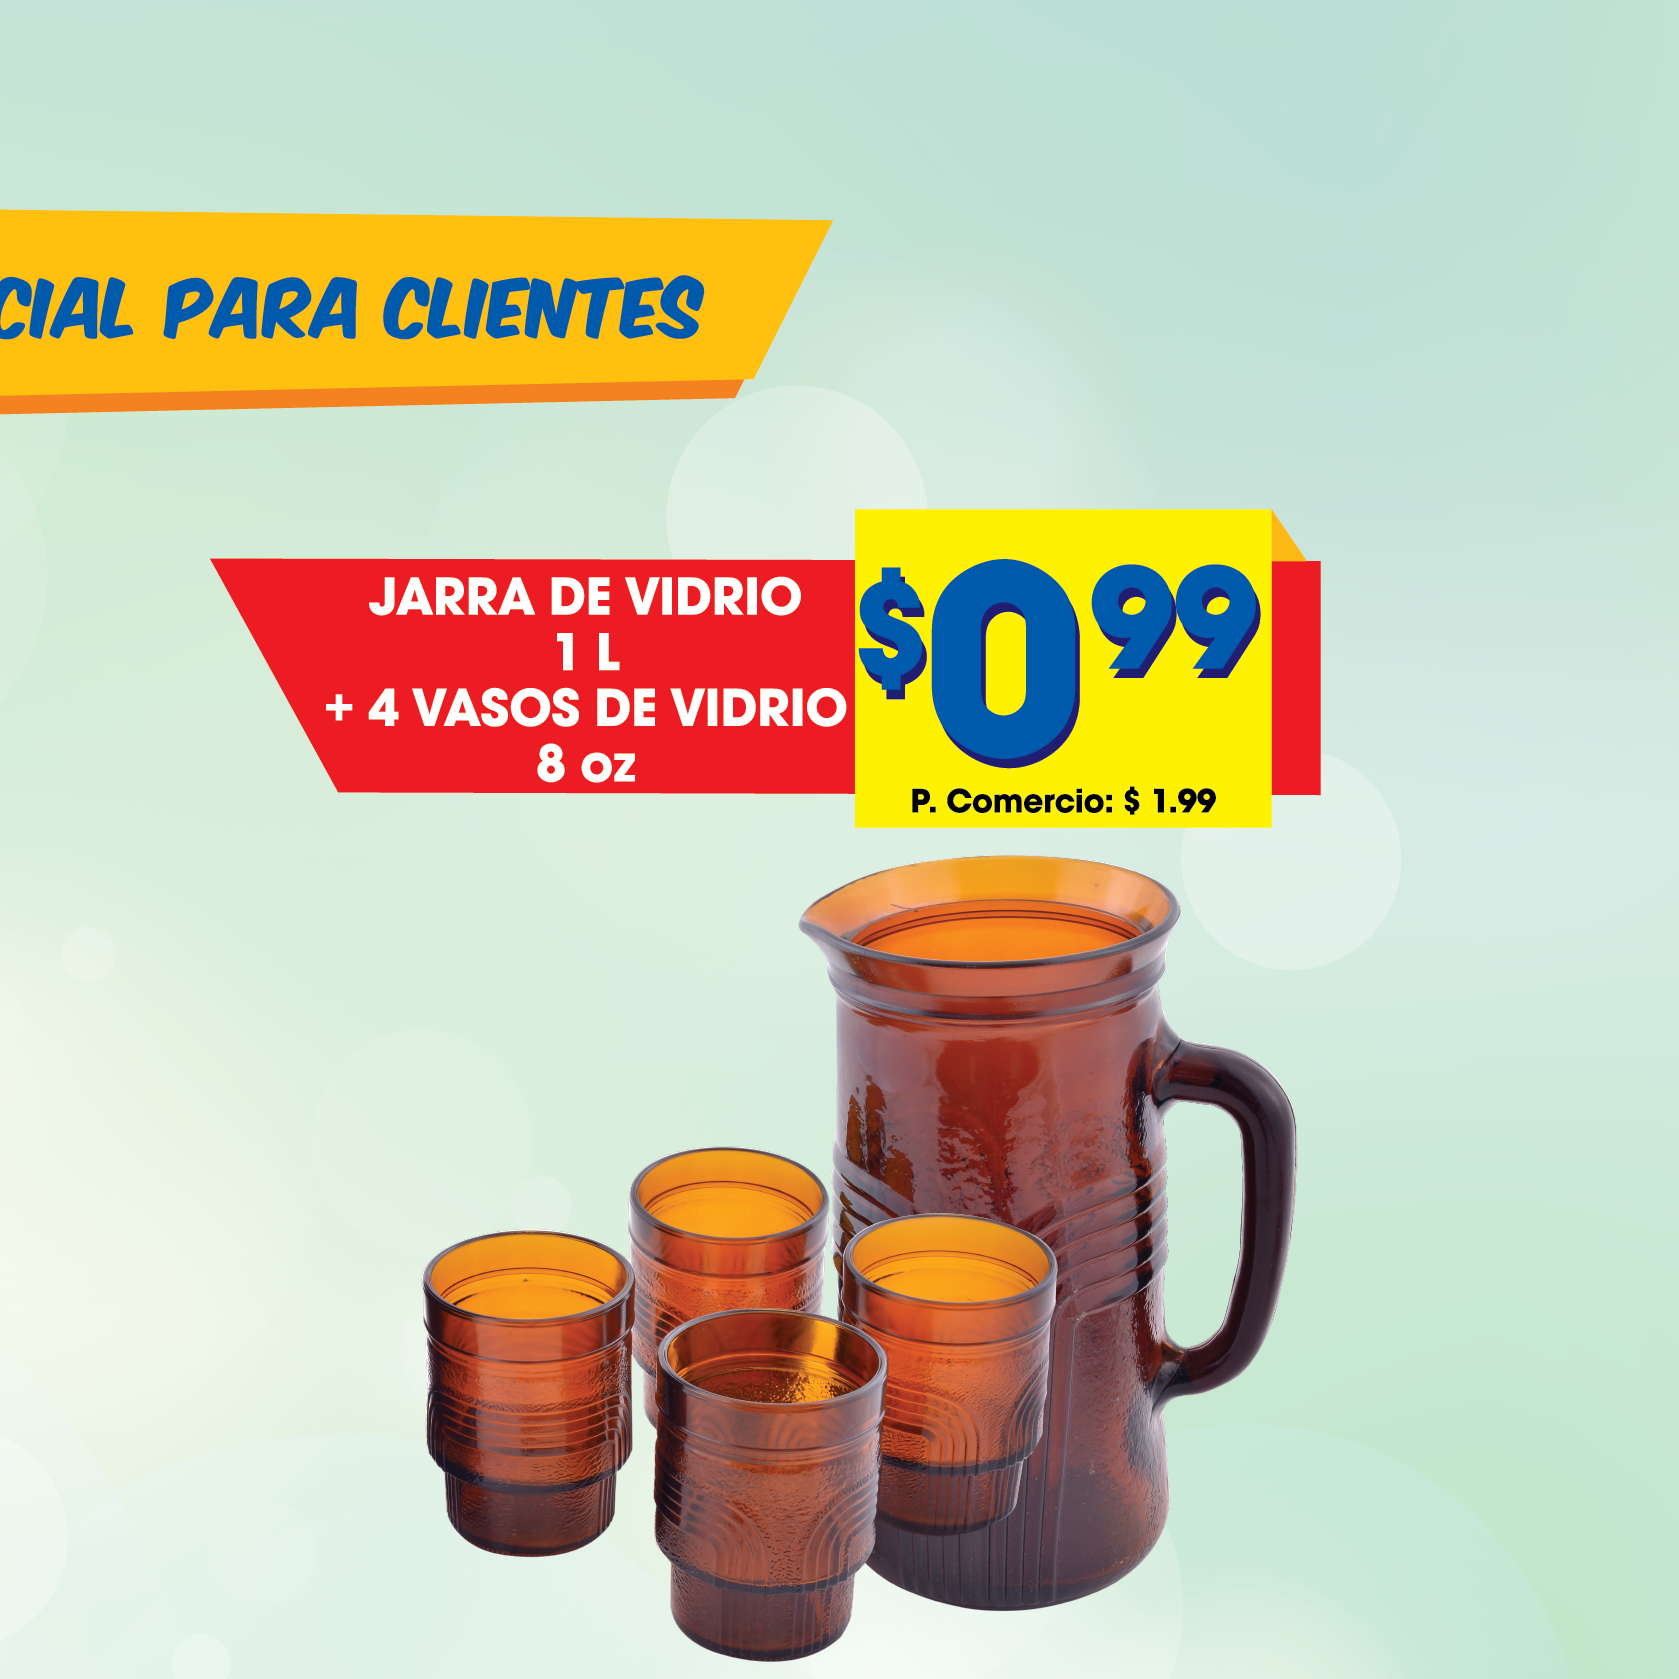 CIAL PARA CLIENTES
JARRA DE VIDRIO
1 L
+ 4 VASOS DE VIDRIO
8 oz
$0.99
P. Comercio: $ 1.99